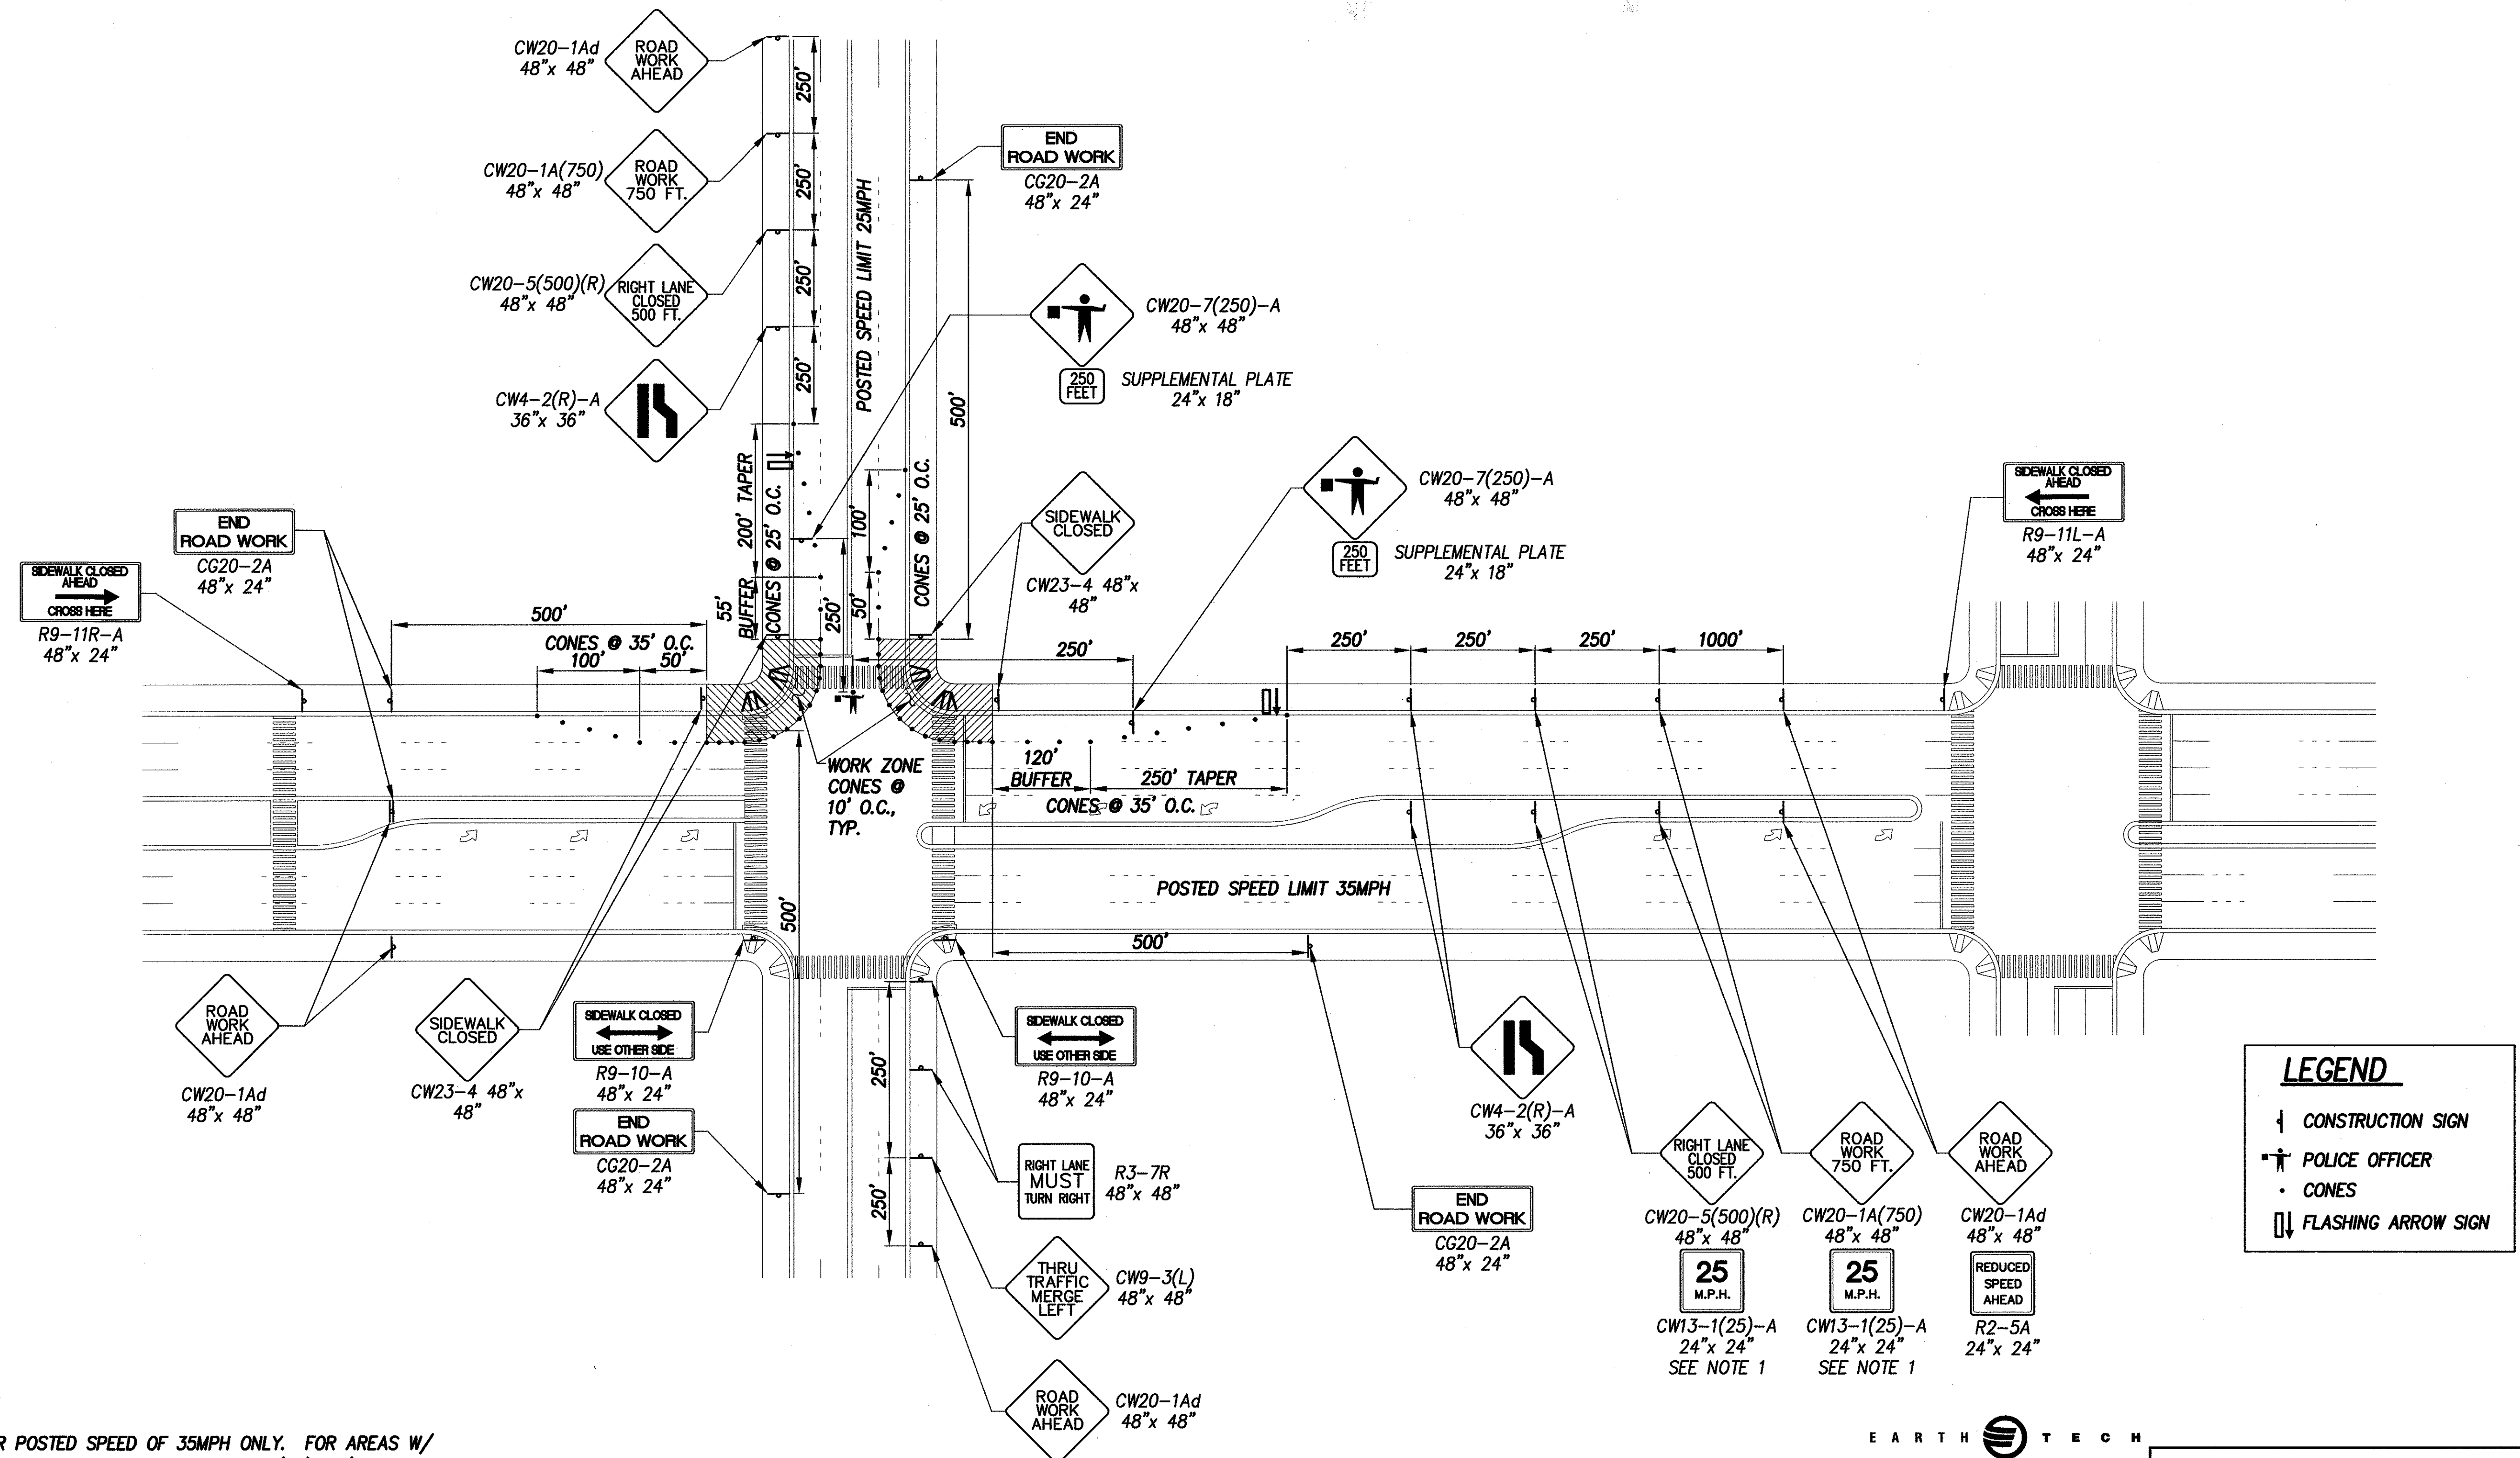 CW20-1Ad
48"x 48"
ROAD
WORK
AHEAD
250'
CW20-1A(750)
48"x 48"
ROAD
WORK
750 FT.
250'
CW20-5(500)(R)
48"x 48"
RIGHT LANE
CLOSED
500 FT.
250'
CW4-2(R)-A
36"x 36"
250'
POSTED SPEED LIMIT 25MPH
END
ROAD WORK
CG20-2A
48"x 24"
500'
CW20-7(250)-A
48"x 48"
250
FEET
SUPPLEMENTAL PLATE
24"x 18"
200' TAPER
55'
BUFFER
CONES @ 25' O.C.
250'
100'
50'
CONES @ 25' O.C.
SIDEWALK
CLOSED
CW23-4 48"x
48"
CW20-7(250)-A
48"x 48"
250
FEET
SUPPLEMENTAL PLATE
24"x 18"
SIDEWALK CLOSED
AHEAD
CROSS HERE
R9-11L-A
48"x 24"
END
ROAD WORK
CG20-2A
48"x 24"
SIDEWALK CLOSED
AHEAD
CROSS HERE
R9-11R-A
48"x 24"
500'
CONES @ 35' O.C.
100'
50'
250'
250'
250'
250'
1000'
WORK ZONE
CONES @
10' O.C.,
TYP.
120'
BUFFER
250' TAPER
CONES @ 35' O.C.
POSTED SPEED LIMIT 35MPH
500'
500'
ROAD
WORK
AHEAD
CW20-1Ad
48"x 48"
SIDEWALK
CLOSED
CW23-4 48"x
48"
SIDEWALK CLOSED
USE OTHER SIDE
R9-10-A
48"x 24"
END
ROAD WORK
CG20-2A
48"x 24"
250'
250'
SIDEWALK CLOSED
USE OTHER SIDE
R9-10-A
48"x 24"
RIGHT LANE
MUST
TURN RIGHT
R3-7R
48"x 48"
THRU
TRAFFIC
MERGE
LEFT
CW9-3(L)
48"x 48"
ROAD
WORK
AHEAD
CW20-1Ad
48"x 48"
END
ROAD WORK
CG20-2A
48"x 24"
CW4-2(R)-A
36"x 36"
RIGHT LANE
CLOSED
500 FT.
CW20-5(500)(R)
48"x 48"
25
M.P.H.
CW13-1(25)-A
24"x 24"
SEE NOTE 1
ROAD
WORK
750 FT.
CW20-1A(750)
48"x 48"
25
M.P.H.
CW13-1(25)-A
24"x 24"
SEE NOTE 1
ROAD
WORK
AHEAD
CW20-1Ad
48"x 48"
REDUCED
SPEED
AHEAD
R2-5A
24"x 24"
LEGEND
CONSTRUCTION SIGN
POLICE OFFICER
CONES
FLASHING ARROW SIGN
POSTED SPEED OF 35MPH ONLY. FOR AREAS W/
EARTH TECH